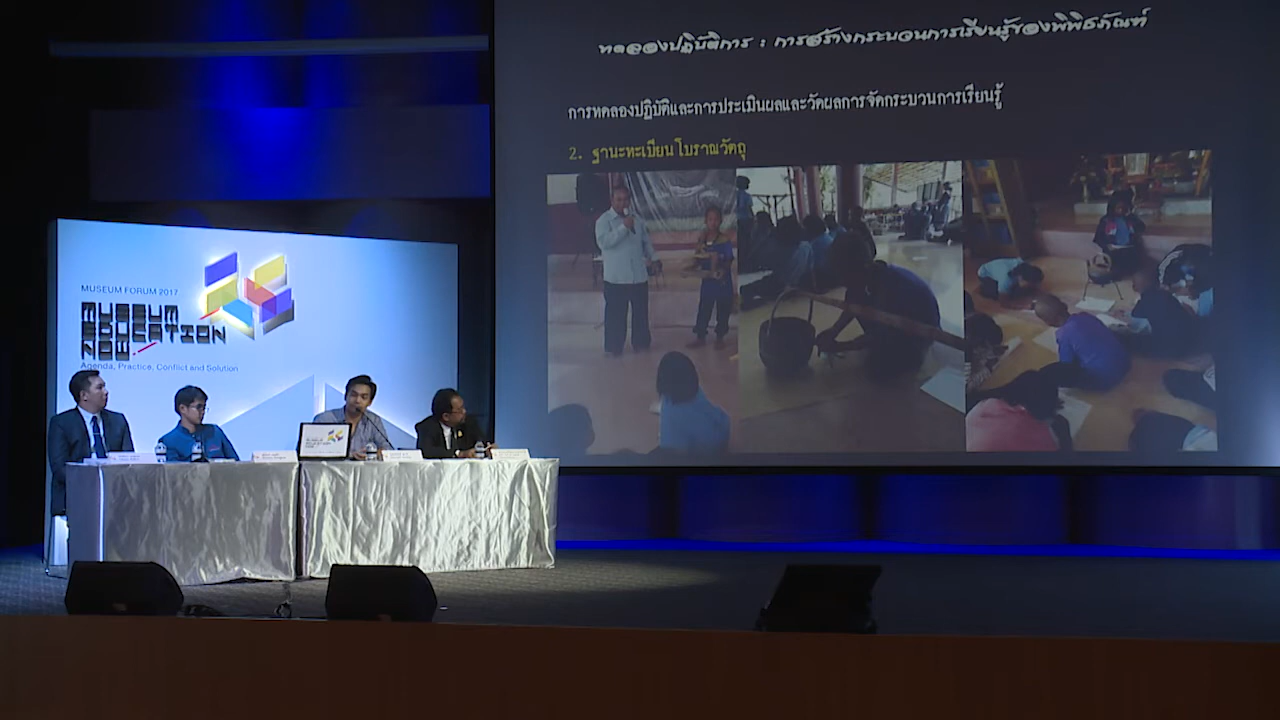 ทดลองปฏิบัติการ : การสร้างกระบวนการเรียนรู้ของพิพิธภัณฑ์
การทดลองปฏิบัติและการประเมินผลและวัดผลการจัดกระบวนการเรียนรู้
2. ฐานะทะเบียนโบราณวัตถุ
MUSEUM FORUM 2017
MUSEUM
EDUCATION
Agenda, Practice, Conflict and Solution